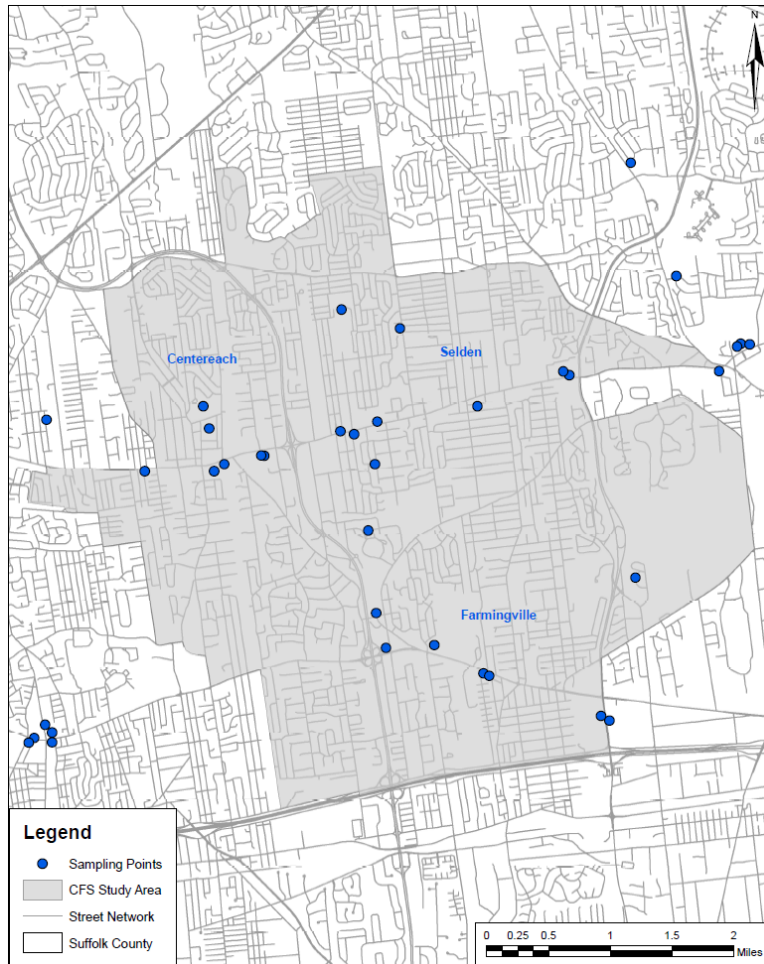 N
Centereach
Selden
Farmingville
Legend
Sampling Points
CFS Study Area
Street Network
Suffolk County
0 0.25 0.5 1 1.5 2
Miles